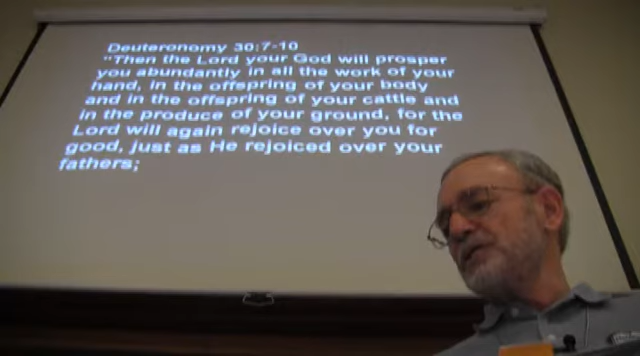 Deuteronomy 30:7-10
"Then the Lord your God will prosper
you abundantly in all the work of your
hand, in the offspring of your body
and in the offspring of your cattle and
in the produce of your ground, for the
Lord will again rejoice over you for
good, just as He rejoiced over your
fathers;